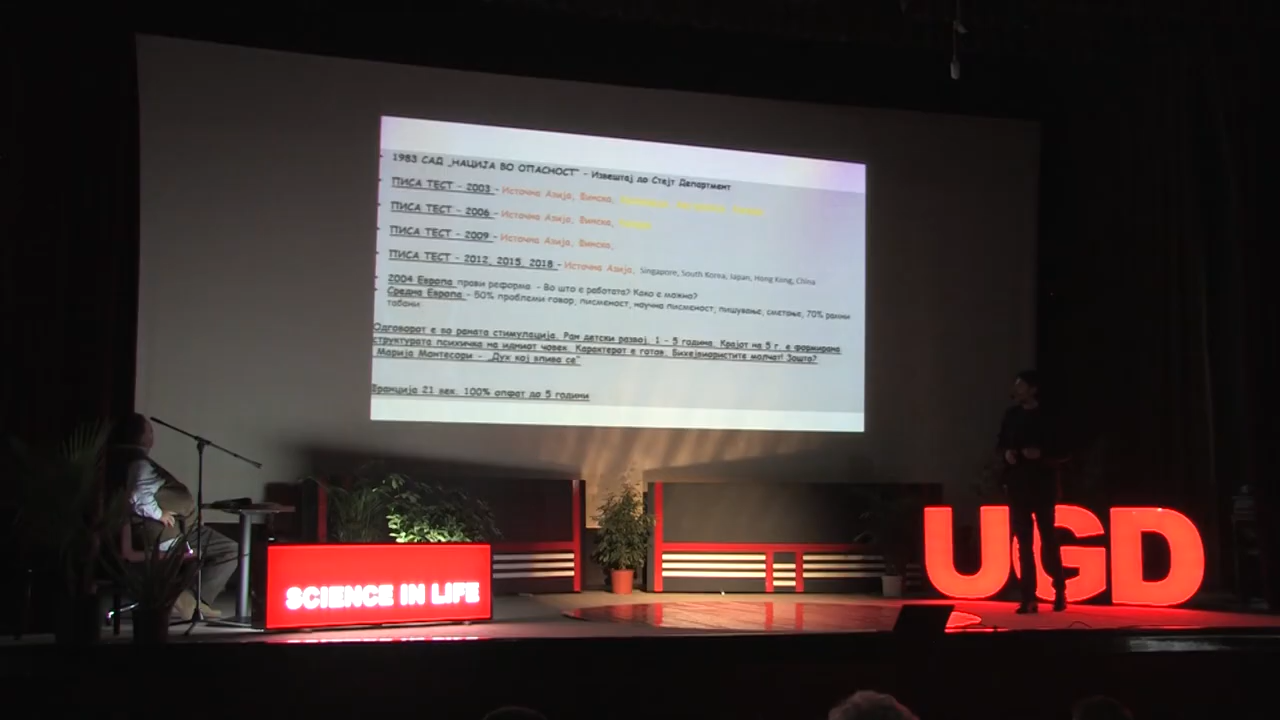 1983 САД „НАЦИЈА ВО ОПАСНОСТ" - Извештај до Стејт Департмент
ПИСА ТЕСТ - 2003 - Источна Азија, Финска,
ПИСА ТЕСТ - 2006 - Источна Азија, Финска,
ПИСА ТЕСТ - 2009 - Источна Азија, Финска,
ПИСА ТЕСТ - 2012, 2015, 2018 - Источна Азија, Singapore, South Korea, Japan, Hong Kong, China
2004 Европа прави реформа - Во што е работата? Како е можно?
Средна Европа - 50% проблеми говор, писменост, научна писменост, пишување, сметање, 70% рамни
табани
Одговорот е во раната стимулација. Ран детски развој. 1 - 5 година. Крајот на 5 г. е формирана
структурата психичка на идниот човек. Карактерот е готов. Бихејвиористите молчат! Зошто?
Марија Монтесори - „Дух кој впива се"
Франција 21 век. 100% опфат до 5 години
SCIENCE IN LIFE
UGD